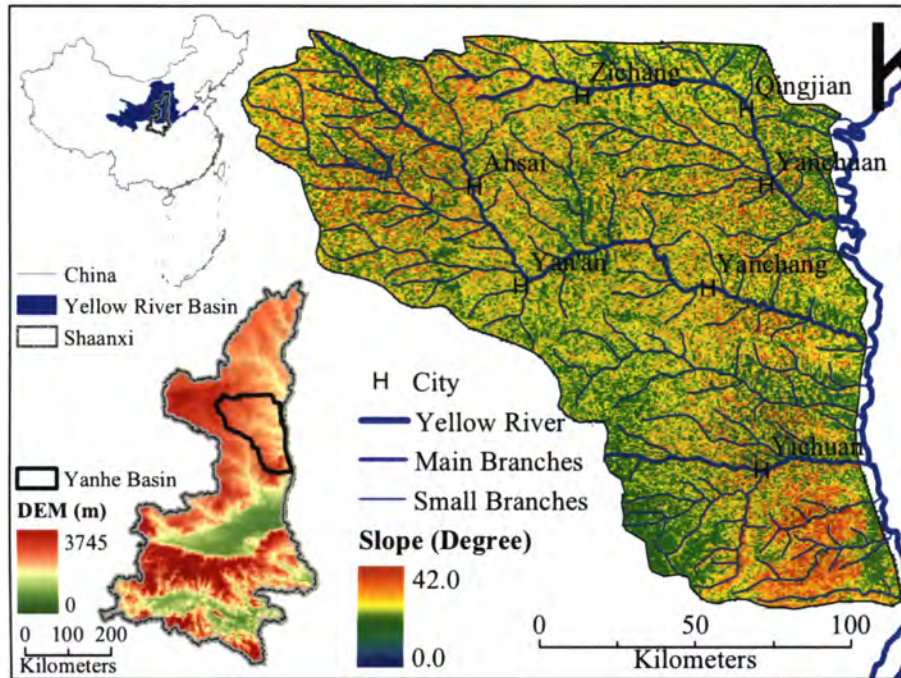 Zichang
Qingjian
Ansai
Yanchuan
Yan'an
Yanchang
Yichuan
China
Yellow River Basin
Shaanxi
Yanhe Basin
DEM (m)
3745
0
0 100 200
Kilometers
H City
Yellow River
Main Branches
Small Branches
Slope (Degree)
42.0
0.0
0 50 100
Kilometers